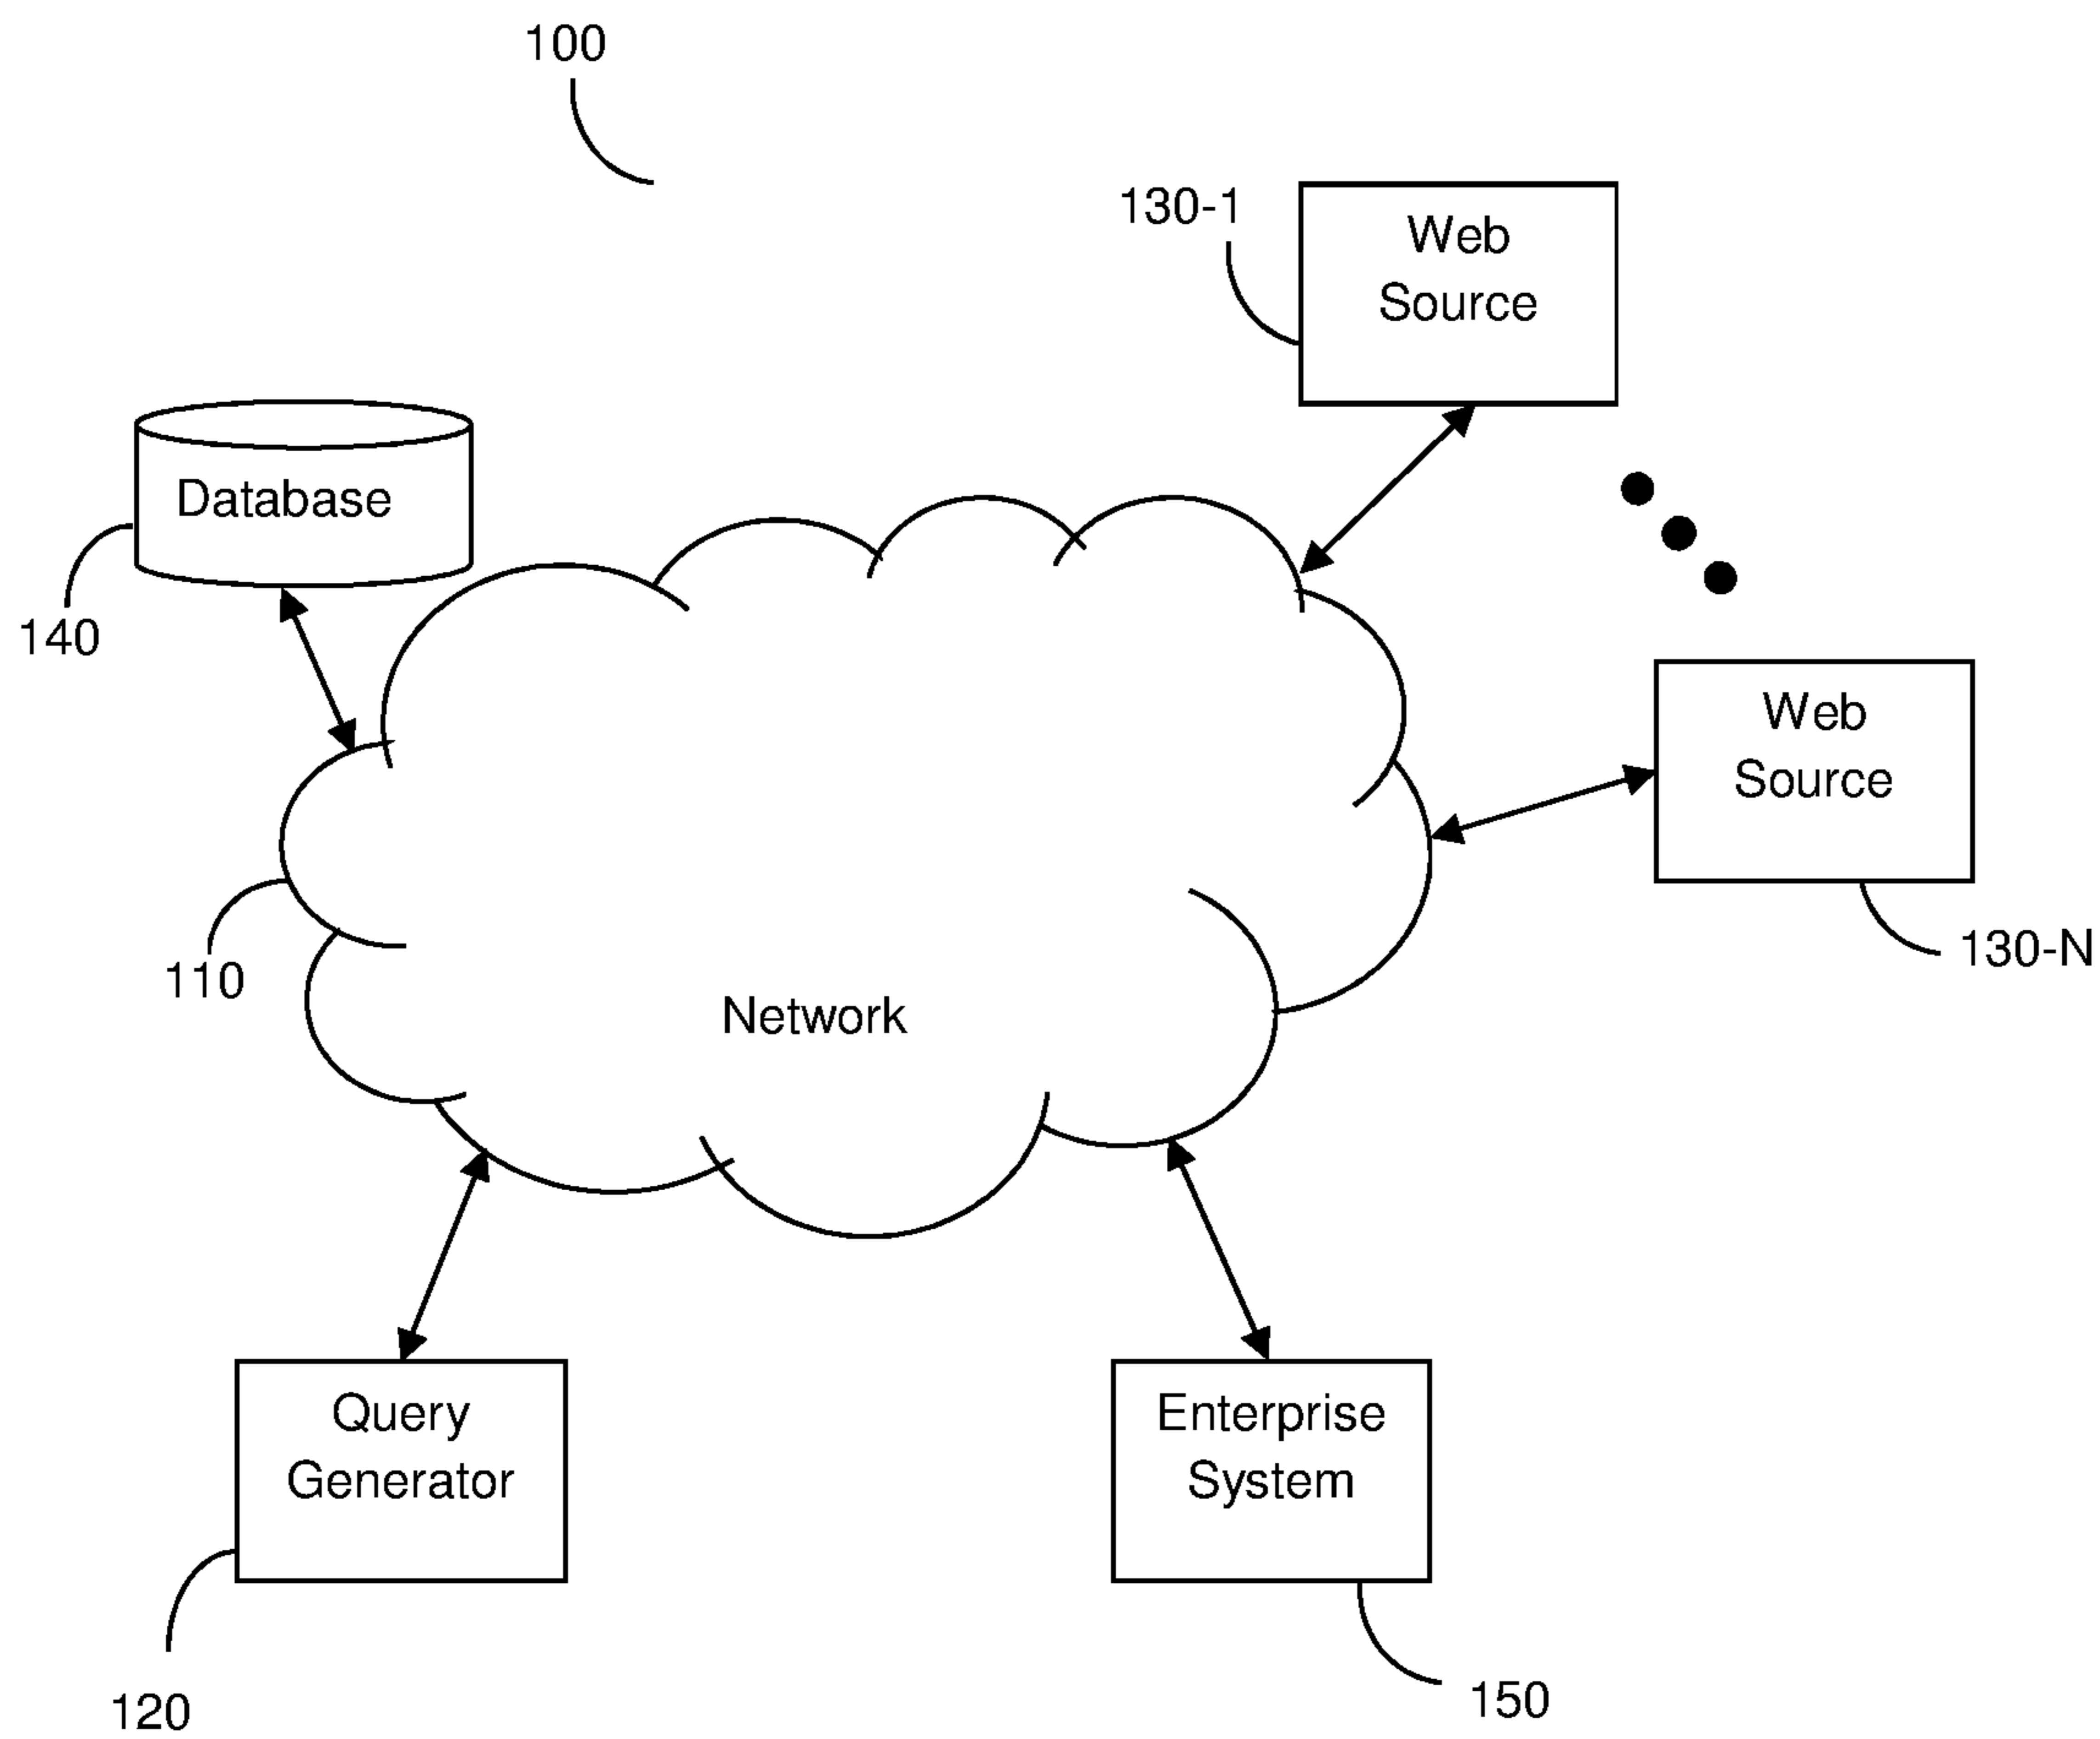 100
130-1
Web
Source
Database
140
Web
Source
130-N
110
Network
Query
Generator
Enterprise
System
120
150